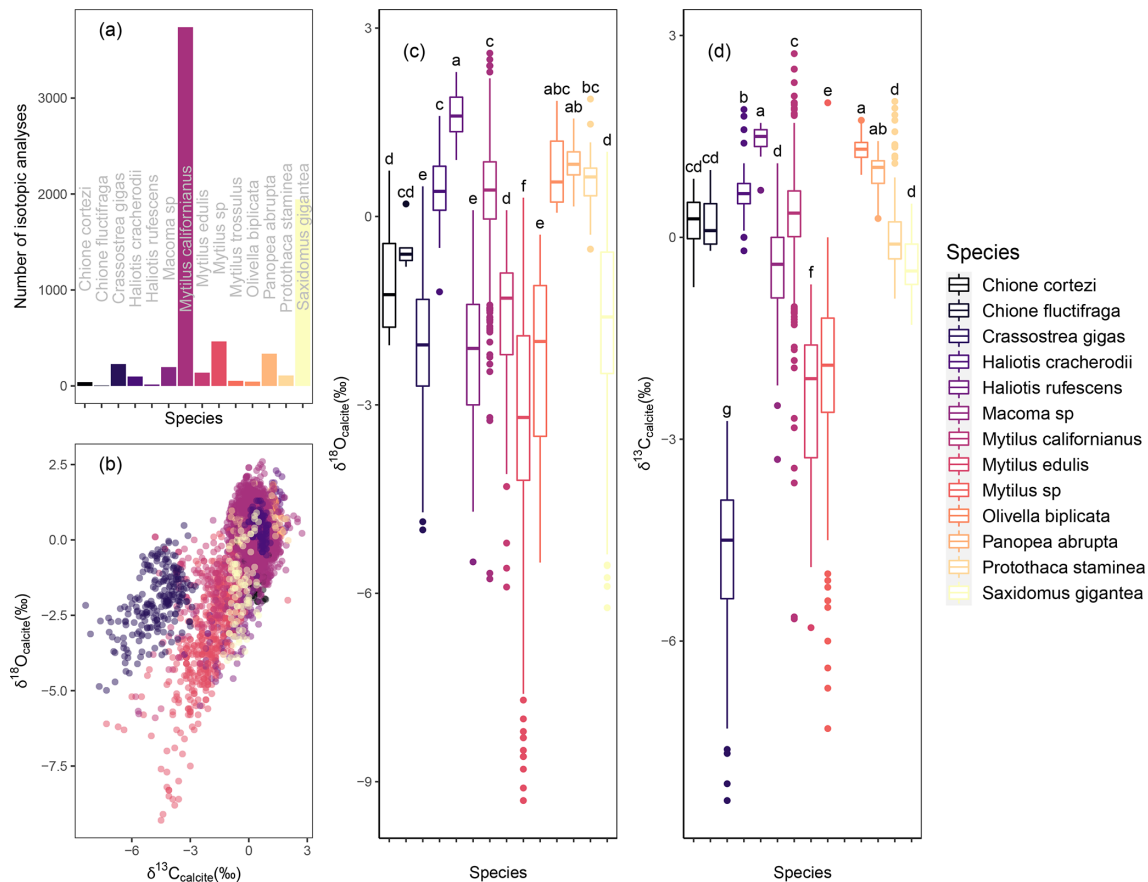 (a)
Number of isotopic analyses
3000
2000
1000
0
Chione cortezi
Chione fluctifraga
Crassostrea gigas
Haliotis cracherodii
Haliotis rufescens
Macoma sp
Mytilus californianus
Mytilus edulis
Mytilus sp
Mytilus trossulus
Olivella biplicata
Panopea abrupta
Protothaca staminea
Saxidomus gigantea
Species
(b)
δ18Ocalcite(‰)
2.5
0.0
−2.5
−5.0
−7.5
−6
−3
0
3
δ13Ccalcite(‰)
(c)
δ18Ocalcite(‰)
3
0
−3
−6
−9
d
cd
e
c
a
e
c
d
f
e
abc
ab
bc
d
Species
(d)
δ13Ccalcite(‰)
0
−3
−6
cd
cd
g
b
a
d
c
f
e
a
ab
d
d
Species
Species
Chione cortezi
Chione fluctifraga
Crassostrea gigas
Haliotis cracherodii
Haliotis rufescens
Macoma sp
Mytilus californianus
Mytilus edulis
Mytilus sp
Olivella biplicata
Panopea abrupta
Protothaca staminea
Saxidomus gigantea